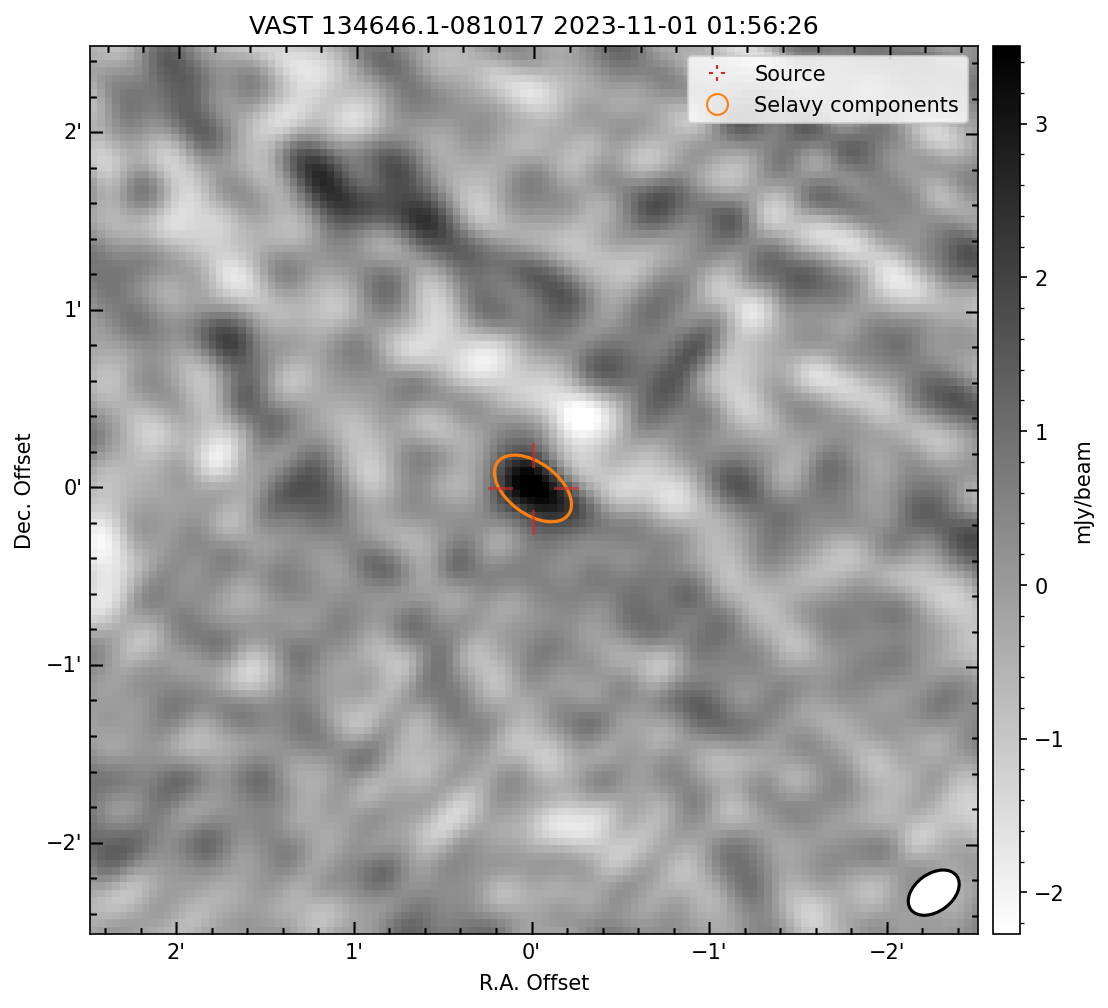 VAST 134646.1-081017 2023-11-01 01:56:26
Source
Selavy components
2'
1'
0'
−1'
−2'
Dec. Offset
2'
1'
0'
−1'
−2'
R.A. Offset
3
2
1
0
−1
−2
mJy/beam